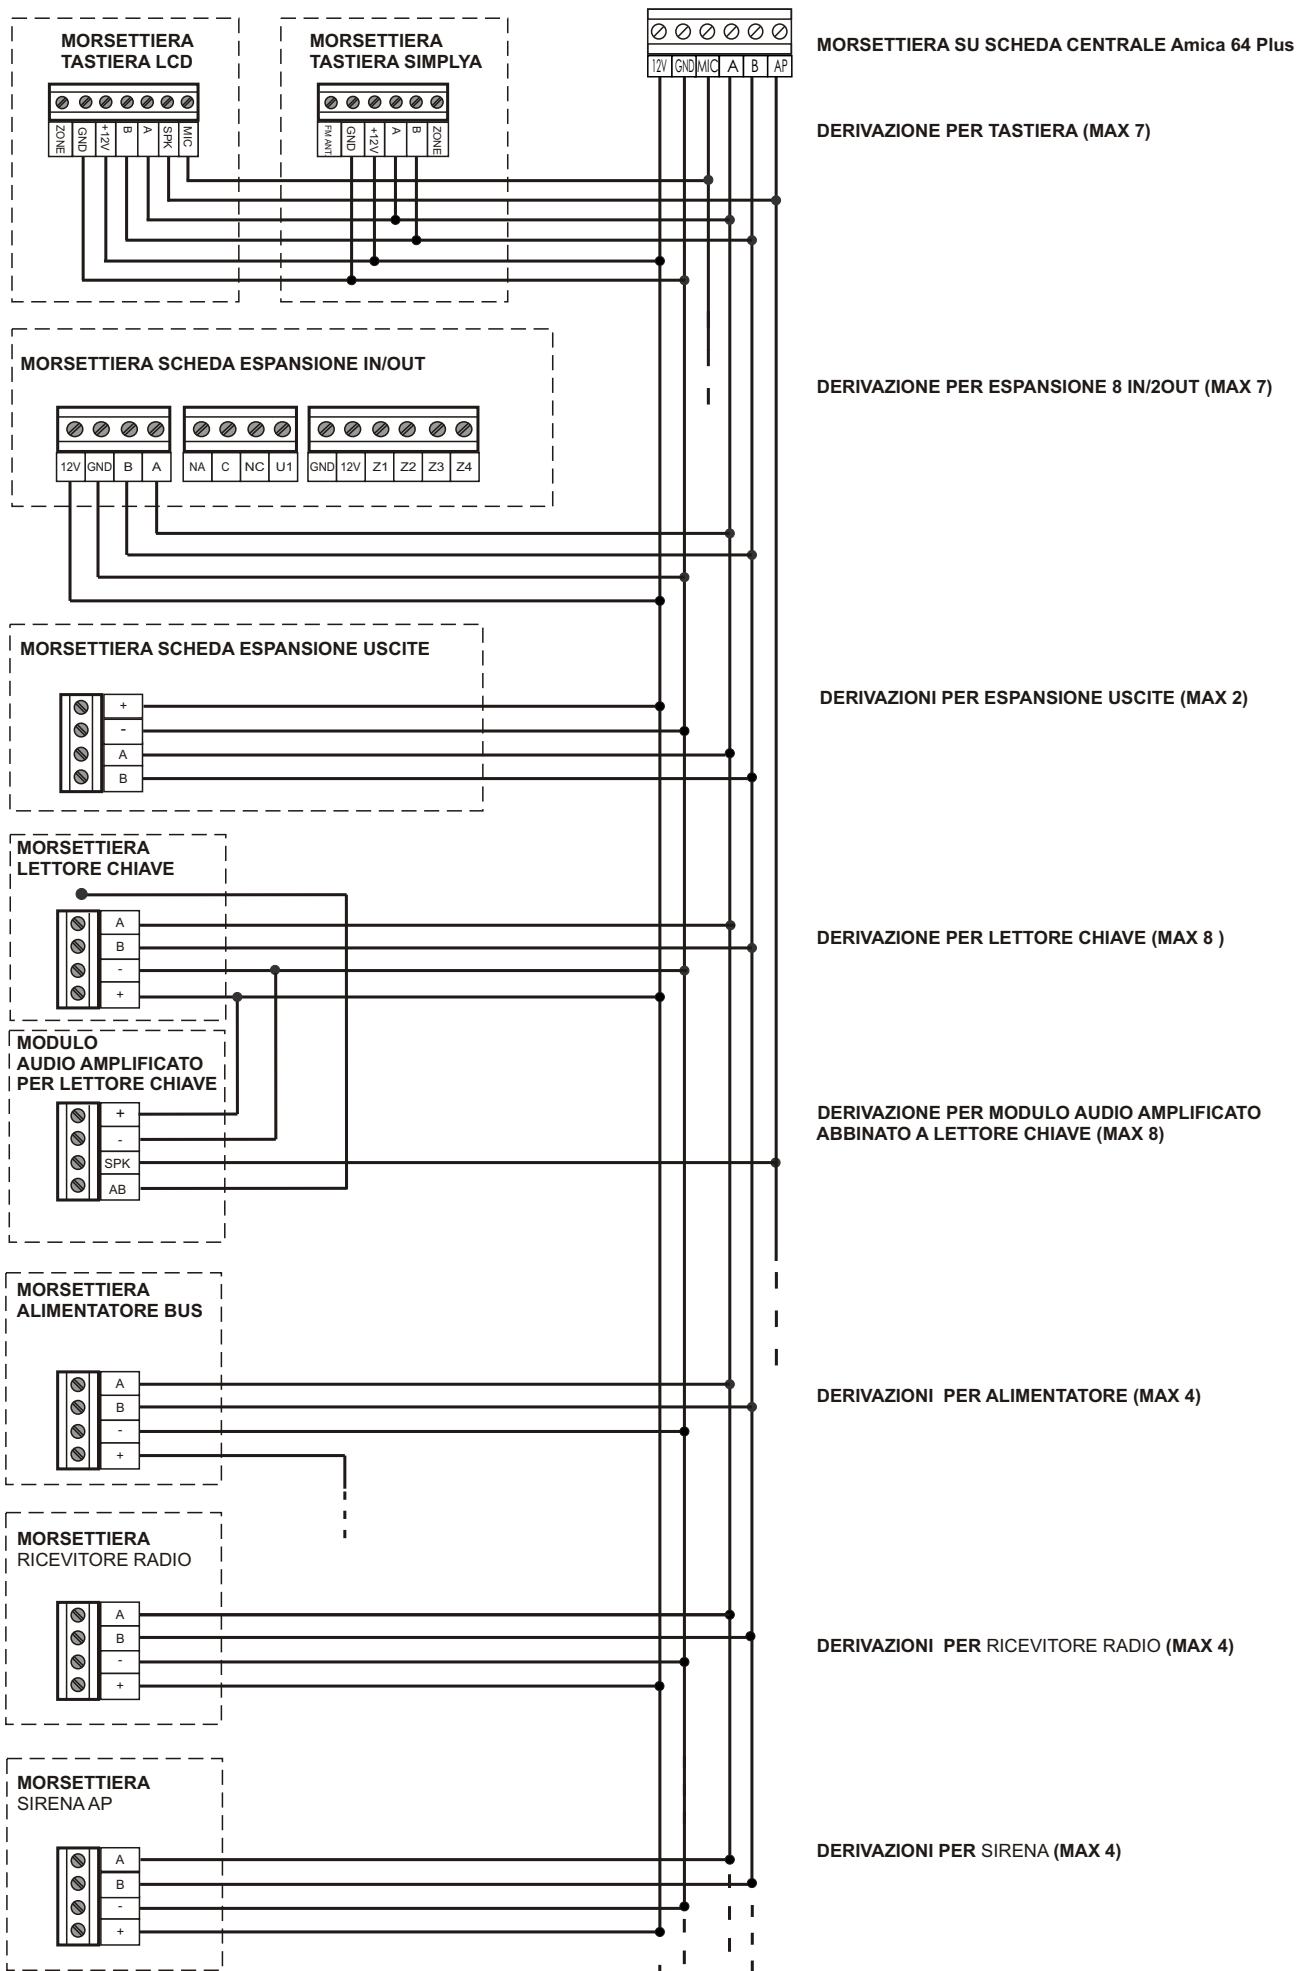 MORSETTIERA
TASTIERA LCD
ZONE GND +12V B A SPK MIC
MORSETTIERA
TASTIERA SIMPLYA
FM ANT. GND +12V A B ZONE
12V GND MIC A B AP
MORSETTIERA SU SCHEDA CENTRALE Amica 64 Plus
DERIVAZIONE PER TASTIERA (MAX 7)
MORSETTIERA SCHEDA ESPANSIONE IN/OUT
12V GND B A NA C NC U1 GND 12V Z1 Z2 Z3 Z4
DERIVAZIONE PER ESPANSIONE 8 IN/2OUT (MAX 7)
MORSETTIERA SCHEDA ESPANSIONE USCITE
+
-
A
B
DERIVAZIONI PER ESPANSIONE USCITE (MAX 2)
MORSETTIERA
LETTORE CHIAVE
A
B
-
+
DERIVAZIONE PER LETTORE CHIAVE (MAX 8 )
MODULO
AUDIO AMPLIFICATO
PER LETTORE CHIAVE
+
-
SPK
AB
DERIVAZIONE PER MODULO AUDIO AMPLIFICATO
ABBINATO A LETTORE CHIAVE (MAX 8)
MORSETTIERA
ALIMENTATORE BUS
A
B
-
+
DERIVAZIONI PER ALIMENTATORE (MAX 4)
MORSETTIERA
RICEVITORE RADIO
A
B
-
+
DERIVAZIONI PER RICEVITORE RADIO (MAX 4)
MORSETTIERA
SIRENA AP
A
B
-
+
DERIVAZIONI PER SIRENA (MAX 4)